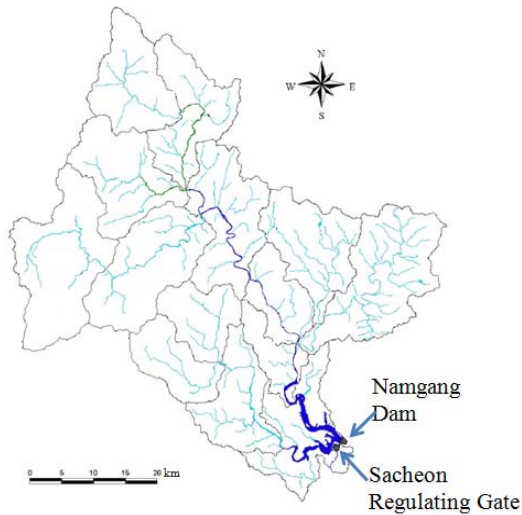 N
W E
S
Namgang
Dam
Sacheon
Regulating Gate
0 5 10 15 20 km